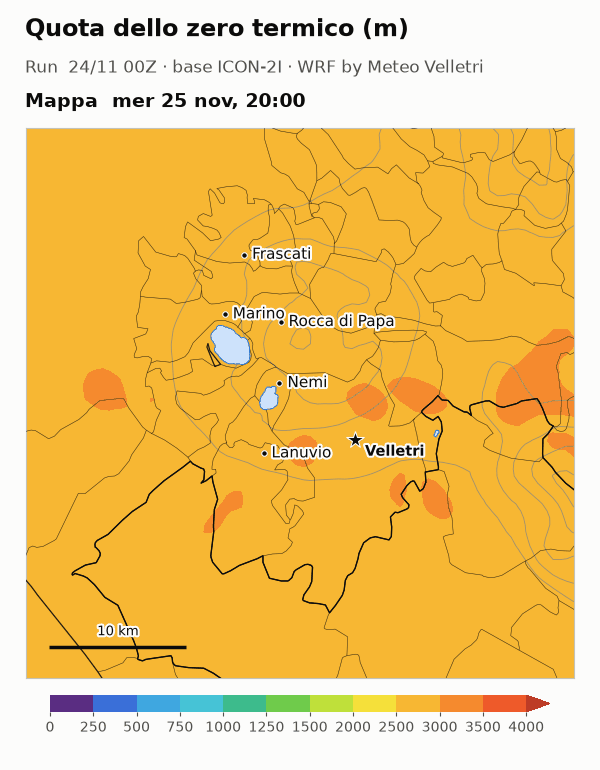 Quota dello zero termico (m)
Run  24/11 00Z · base ICON-2I · WRF by Meteo Velletri
Mappa  mer 25 nov, 20:00
Frascati
Marino
Rocca di Papa
Nemi
Velletri
Lanuvio
10 km
0 250 500 750 1000 1250 1500 2000 2500 3000 3500 4000